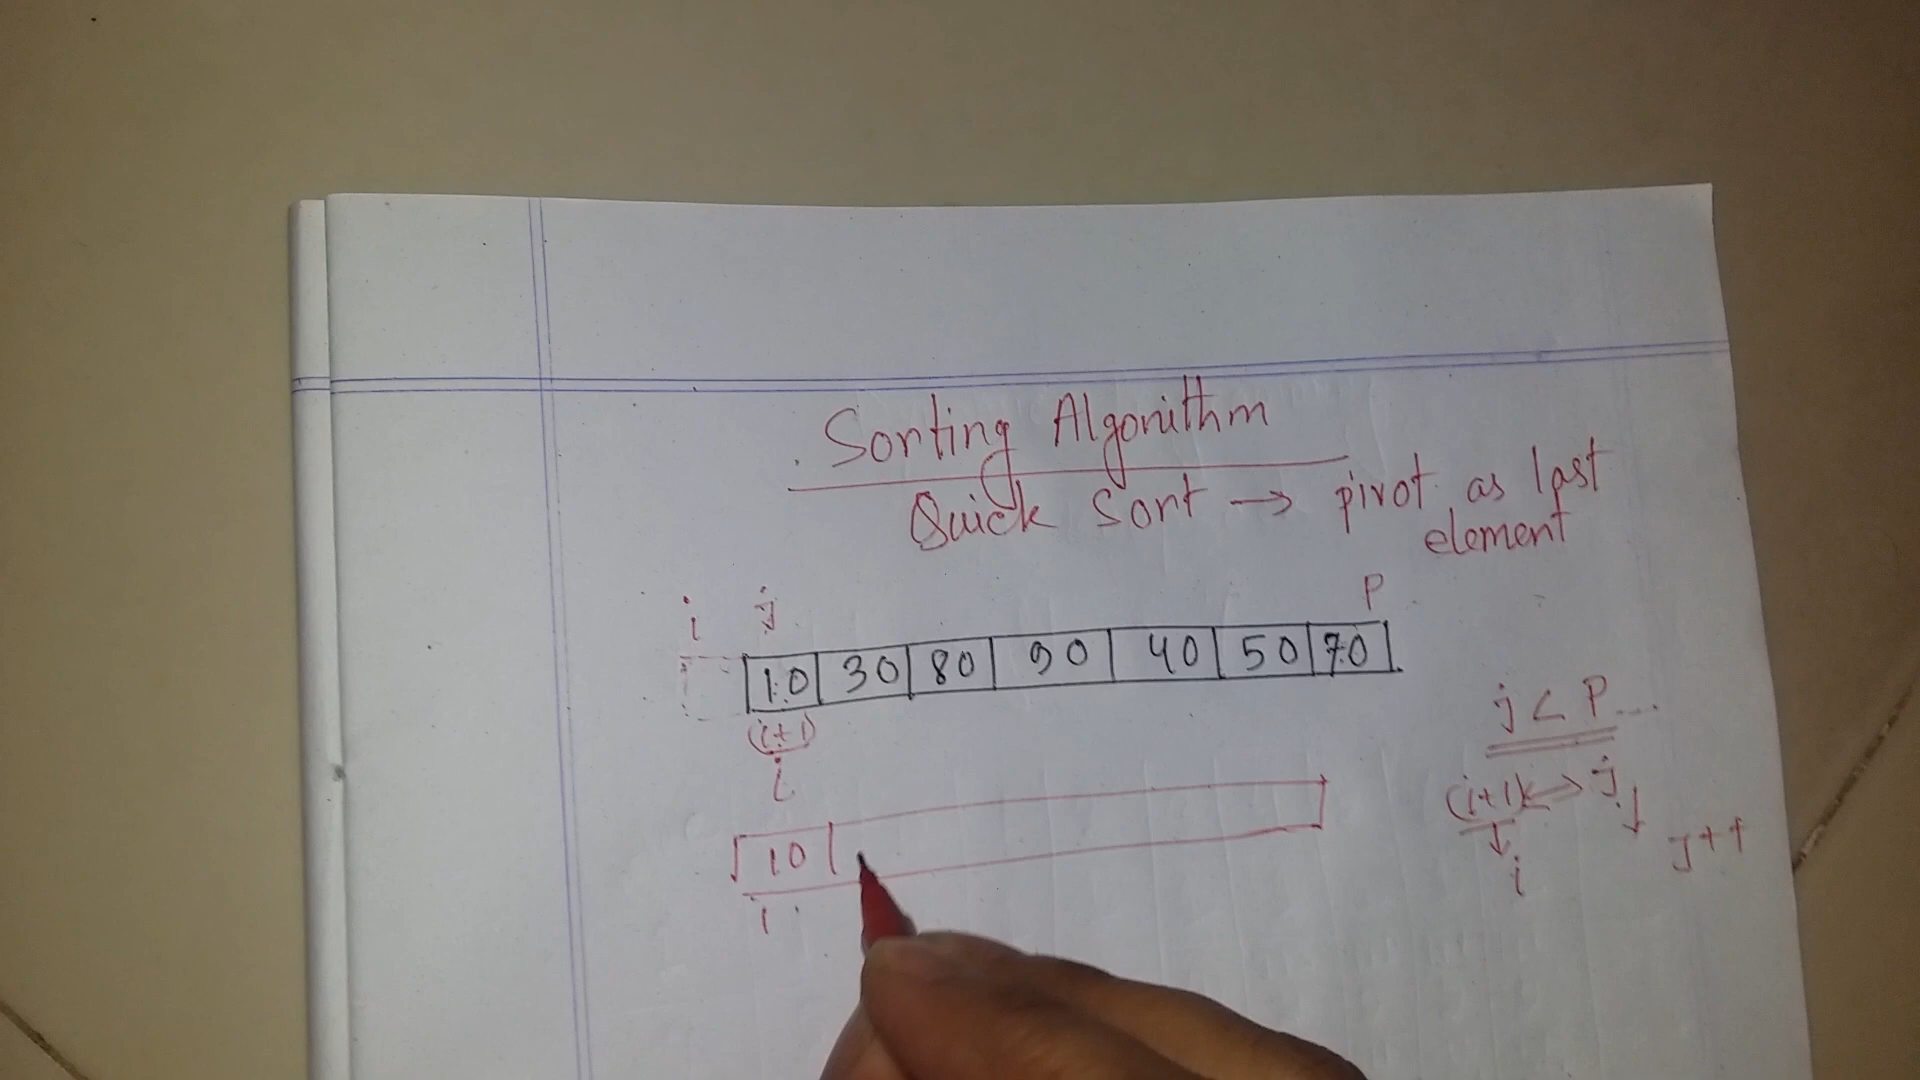 Sorting Algorithm
Quick Sort → pivot as last
element
i j P
10 30 80 90 40 50 70
(i+1)
i
j < P...
(i+1) ↔ j
↓ ↓ j++
i
10
i